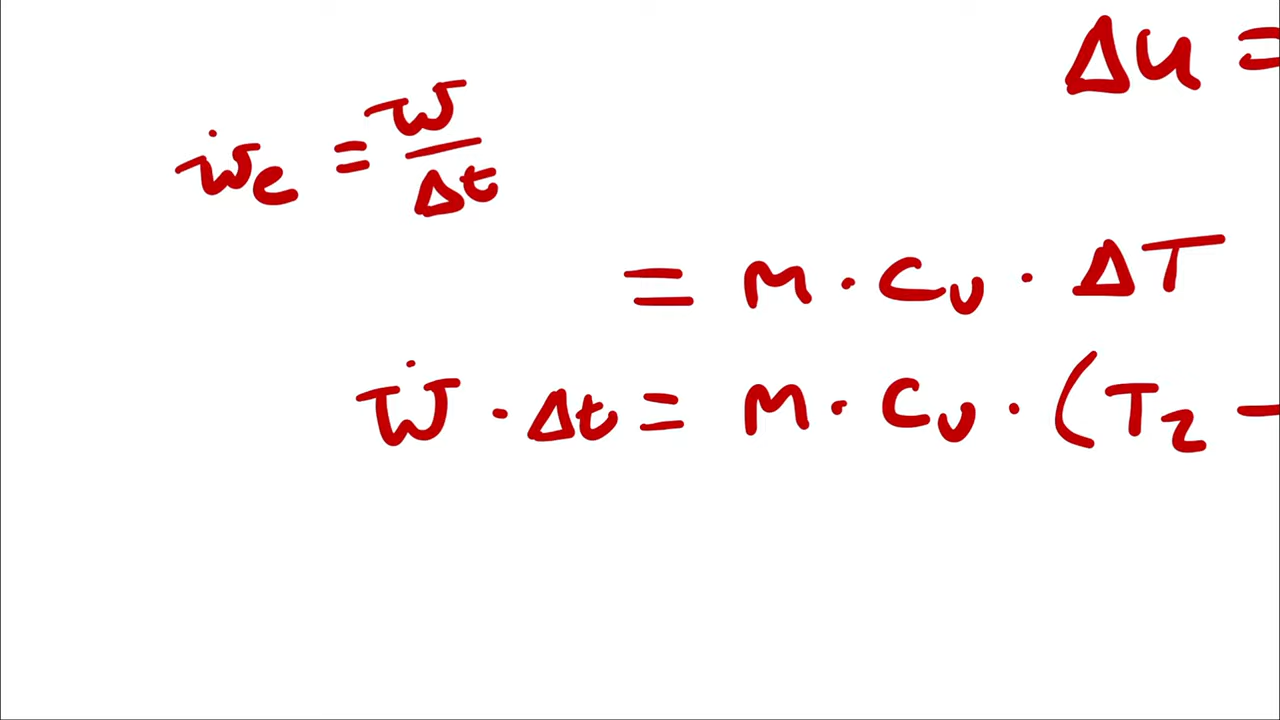 Δu =
ẇe = w/Δt
= m · Cv · ΔT
ẇ · Δt = m · Cv · (T2 -